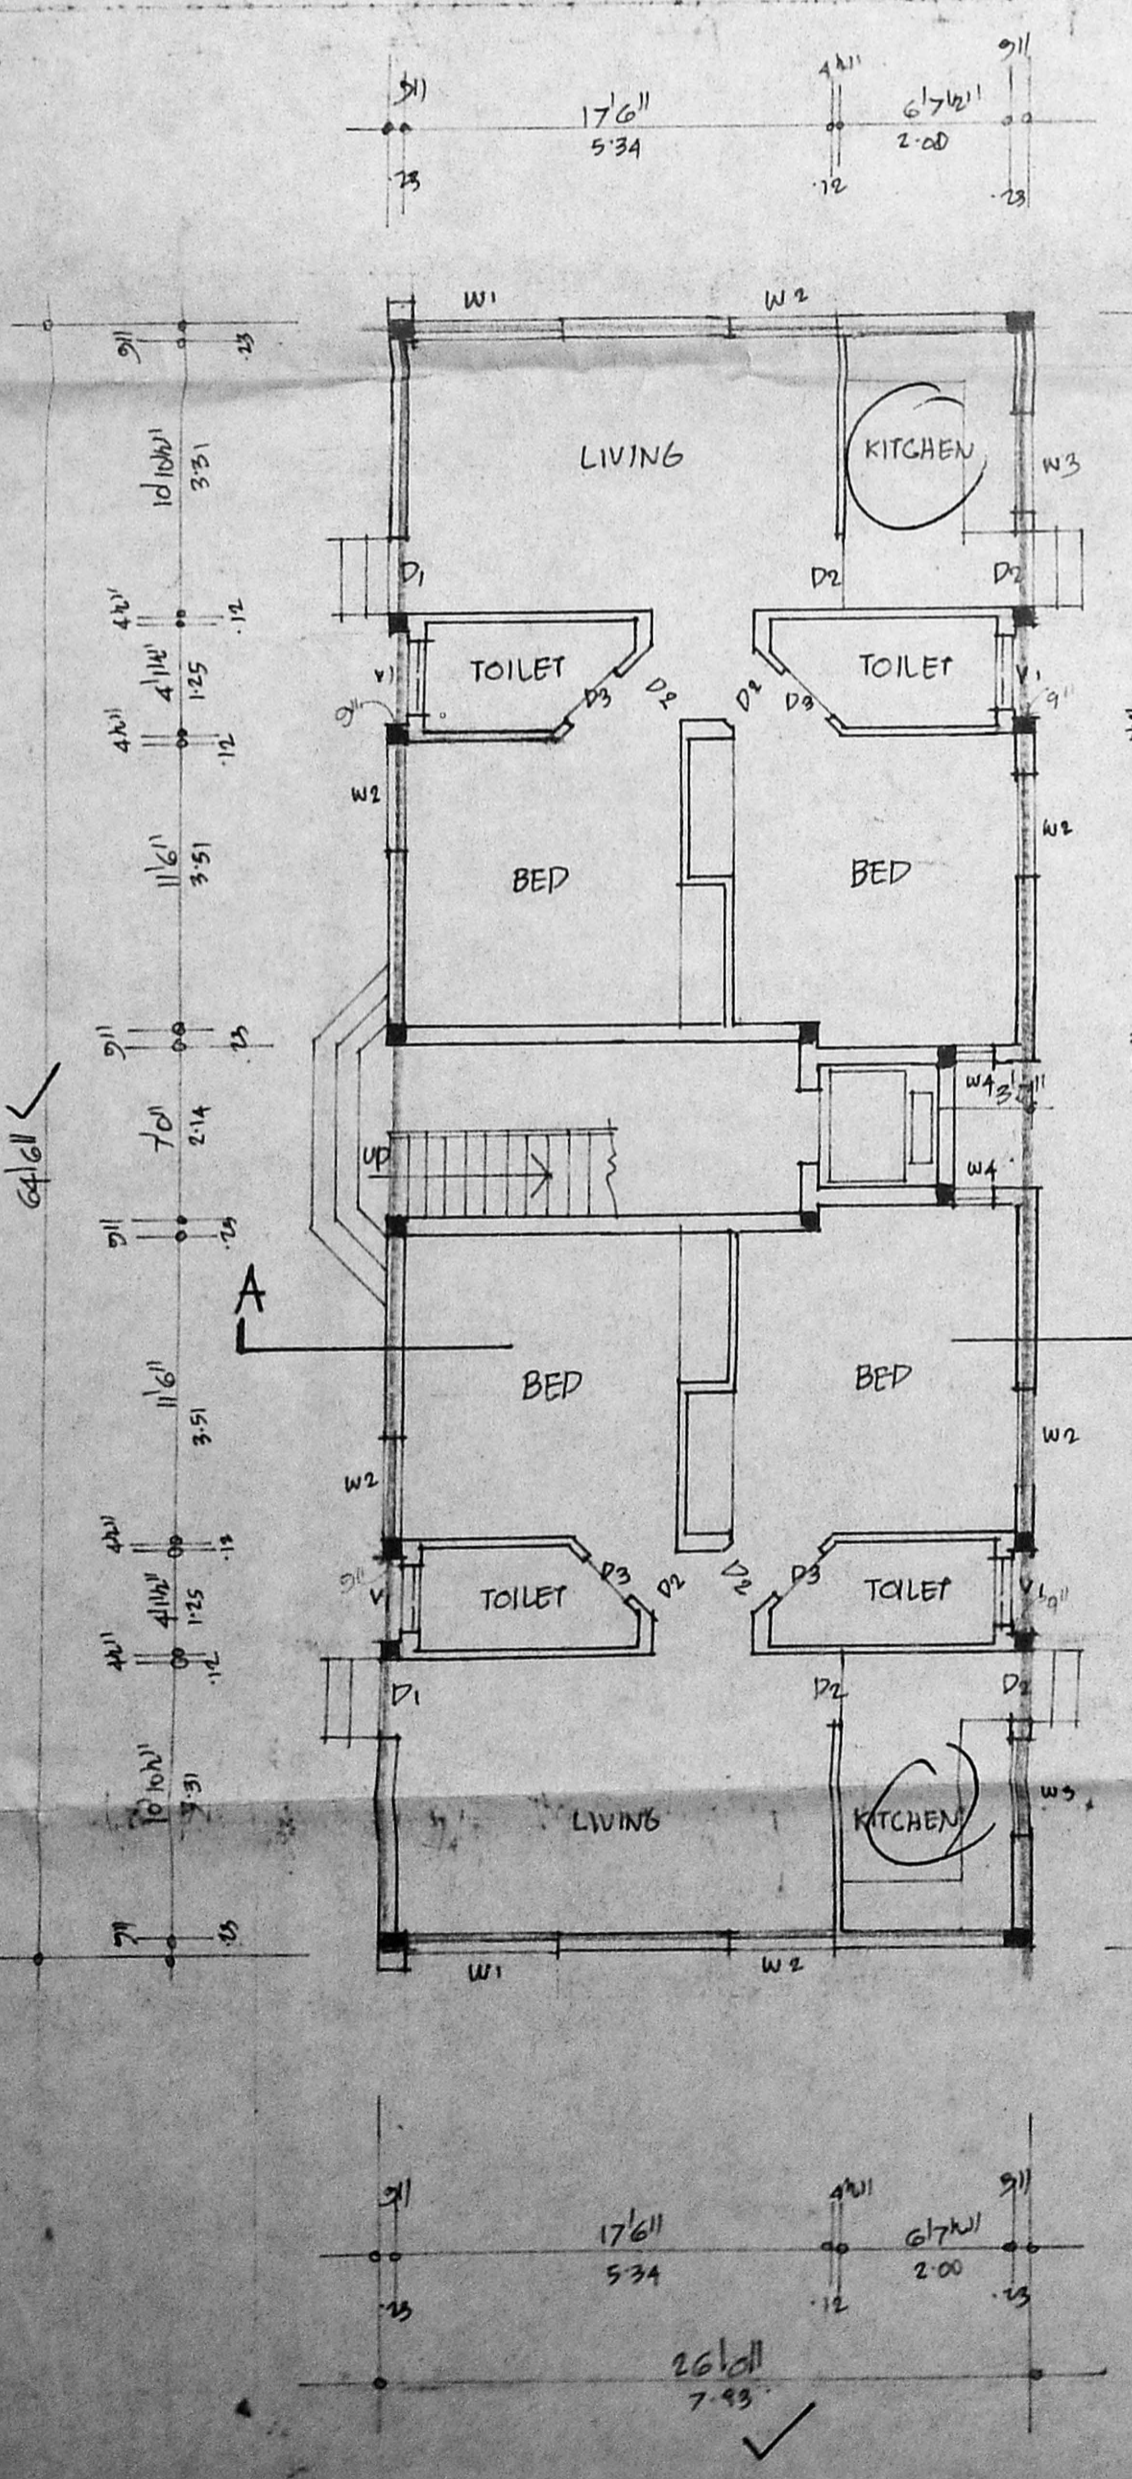 9"
17'6"
5.34
4½"
.12
6'7½"
2.00
9"
.23
.23
W1
W2
9"
.23
10'10½"
3.31
LIVING
KITCHEN
W3
D1
D2
D2
4½"
.12
4'1½"
1.25
TOILET
TOILET
V1
V1
D3
D2
D2
D3
9"
9"
4½"
.12
W2
W2
11'6"
3.51
BED
BED
9"
.23
W4
3'
7'0"
2.14
UP
W4
64'6"
9"
.23
A
11'6"
3.51
BED
BED
W2
W2
4½"
.12
9"
TOILET
TOILET
D3
D2
D2
D3
V1
V1
9"
4'1½"
1.25
4½"
.12
D1
D2
D2
10'10½"
3.31
LIVING
KITCHEN
W3
9"
.23
W1
W2
9"
17'6"
5.34
4½"
.12
6'7½"
2.00
9"
.23
.23
26'0"
7.93